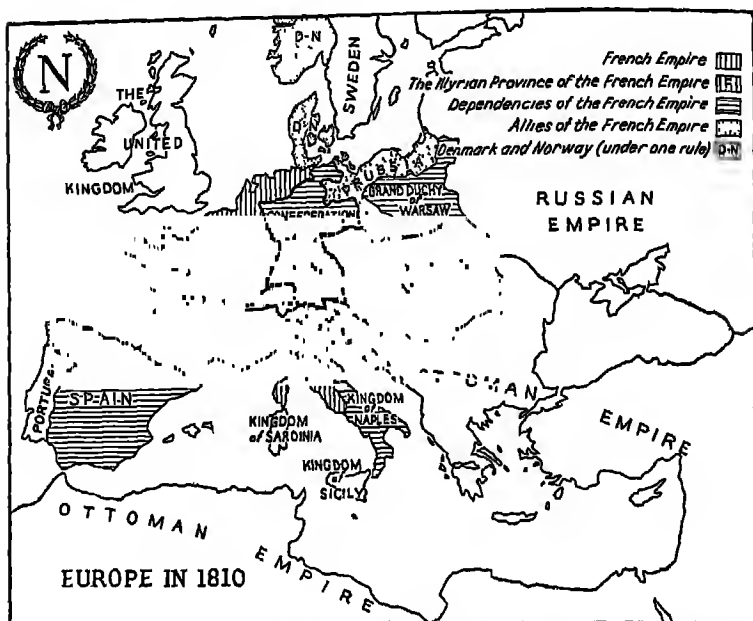 N
D-N
SWEDEN
French Empire
The Illyrian Province of the French Empire
Dependencies of the French Empire
Allies of the French Empire
Denmark and Norway (under one rule) D-N
THE
UNITED
KINGDOM
D-N
GRAND DUCHY
of
WARSAW
CONFEDERATION
RUSSIAN
EMPIRE
PORTUGAL
SPAIN
KINGDOM
of SARDINIA
KINGDOM
of
NAPLES
KINGDOM
of
SICILY
EMPIRE
OTTOMAN EMPIRE
EUROPE IN 1810